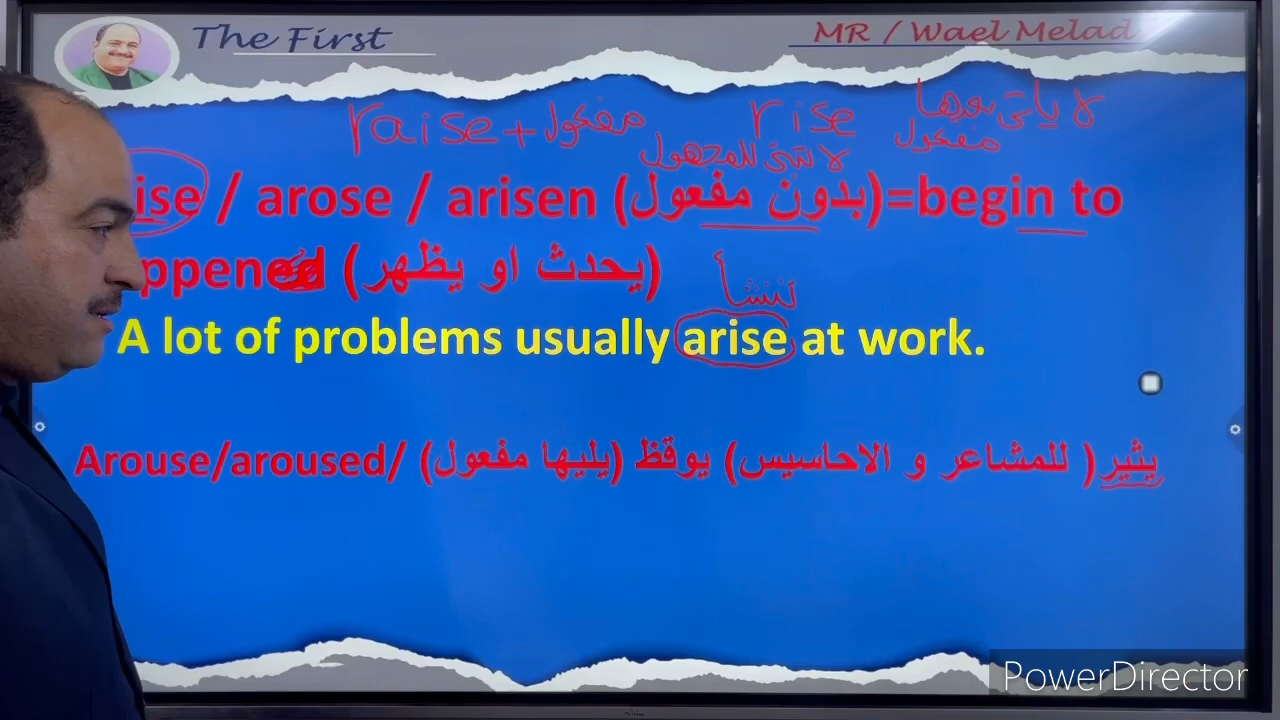 The First
MR / Wael Melad
raise + مفعول
rise لا يأتى بعدها مفعول
لا تبنى للمجهول
ise / arose / arisen (بدون مفعول)=begin to
ppened (يحدث او يظهر)
تنشأ
A lot of problems usually arise at work.
Arouse/aroused/ (يليها مفعول) يوقظ (للمشاعر و الاحاسيس) يثير
PowerDirector